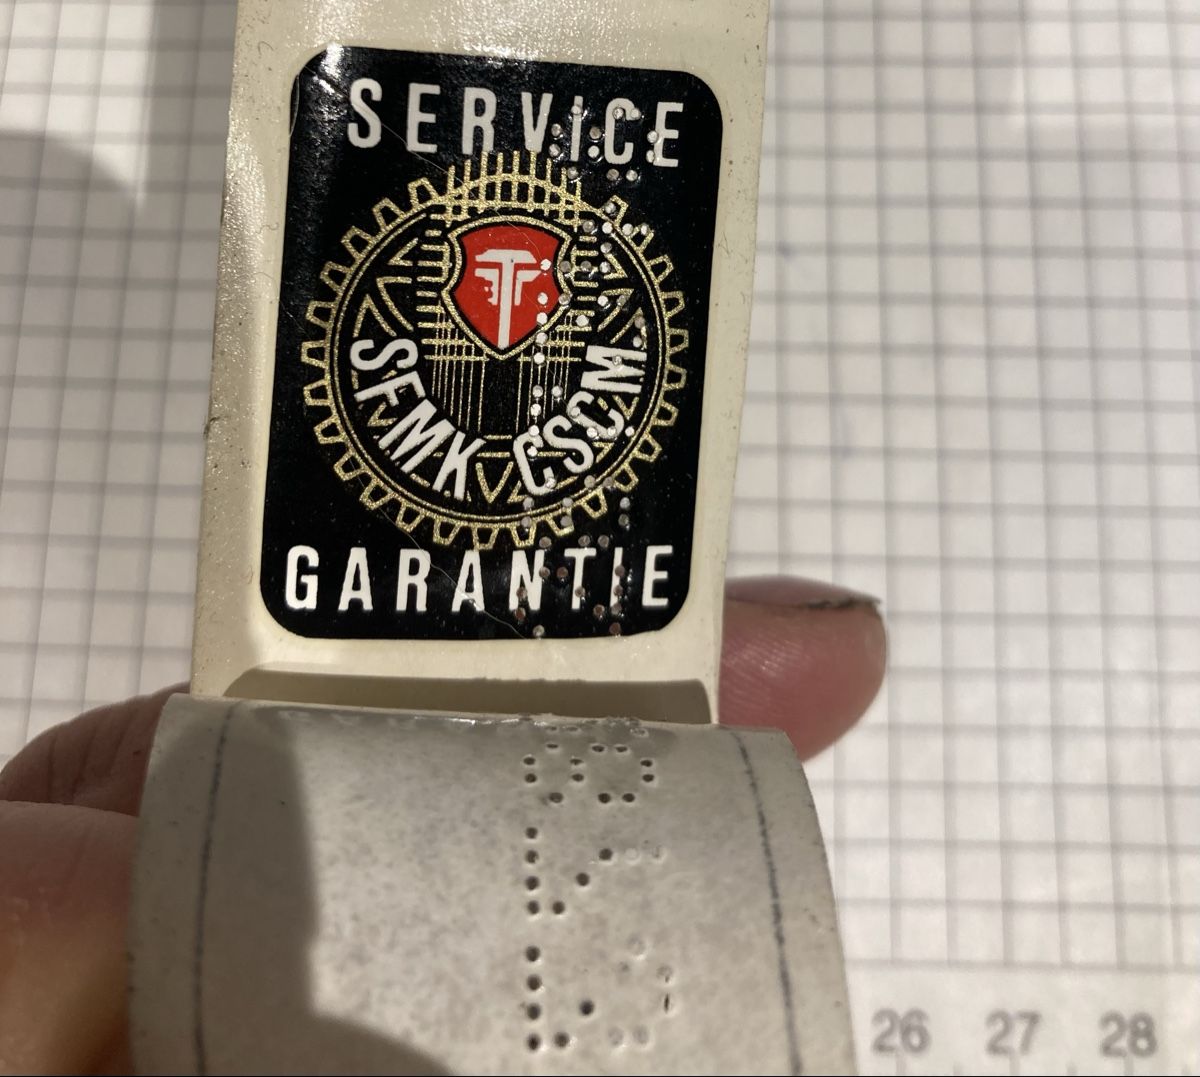 SERVICE
SFMK CSCM
GARANTIE
26 27 28